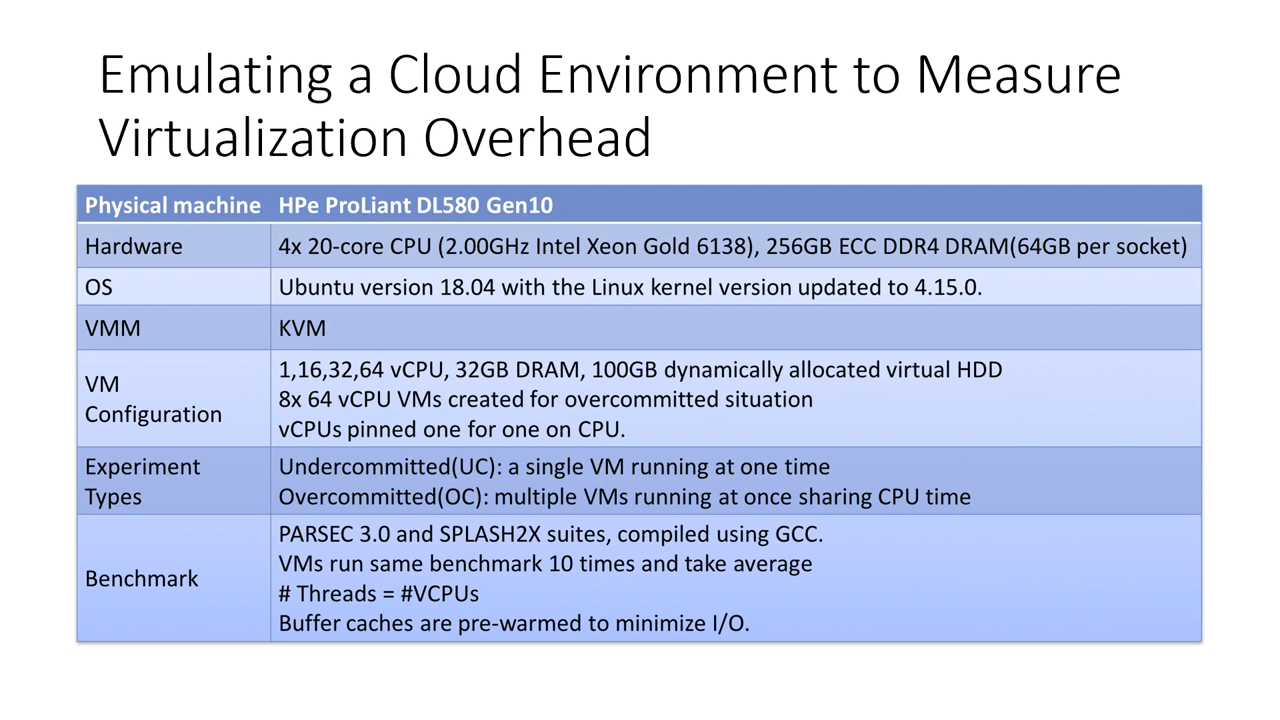 Emulating a Cloud Environment to Measure
Virtualization Overhead
Physical machine HPe ProLiant DL580 Gen10
Hardware 4x 20-core CPU (2.00GHz Intel Xeon Gold 6138), 256GB ECC DDR4 DRAM(64GB per socket)
OS Ubuntu version 18.04 with the Linux kernel version updated to 4.15.0.
VMM KVM
VM
Configuration
1,16,32,64 vCPU, 32GB DRAM, 100GB dynamically allocated virtual HDD
8x 64 vCPU VMs created for overcommitted situation
vCPUs pinned one for one on CPU.
Experiment
Types
Undercommitted(UC): a single VM running at one time
Overcommitted(OC): multiple VMs running at once sharing CPU time
Benchmark
PARSEC 3.0 and SPLASH2X suites, compiled using GCC.
VMs run same benchmark 10 times and take average
# Threads = #VCPUs
Buffer caches are pre-warmed to minimize I/O.